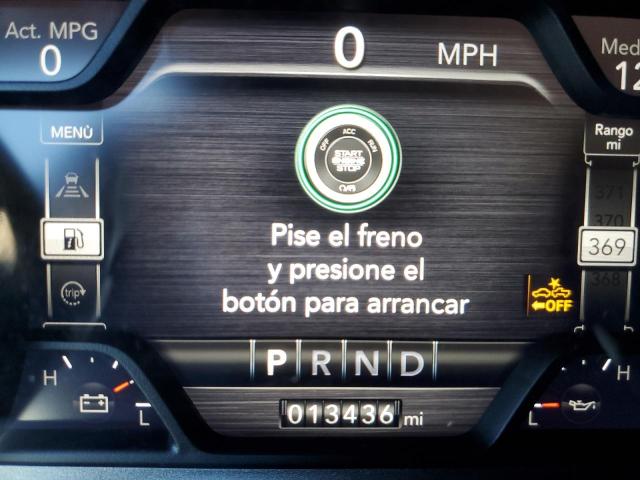 Act. MPG
0
0 MPH
Med
12
MENÙ
OFF ACC RUN
START
ENGINE
STOP
Rango
mi
371
370
369
368
trip
Pise el freno
y presione el
botón para arrancar
OFF
P R N D
H
L
013436 mi
H
L